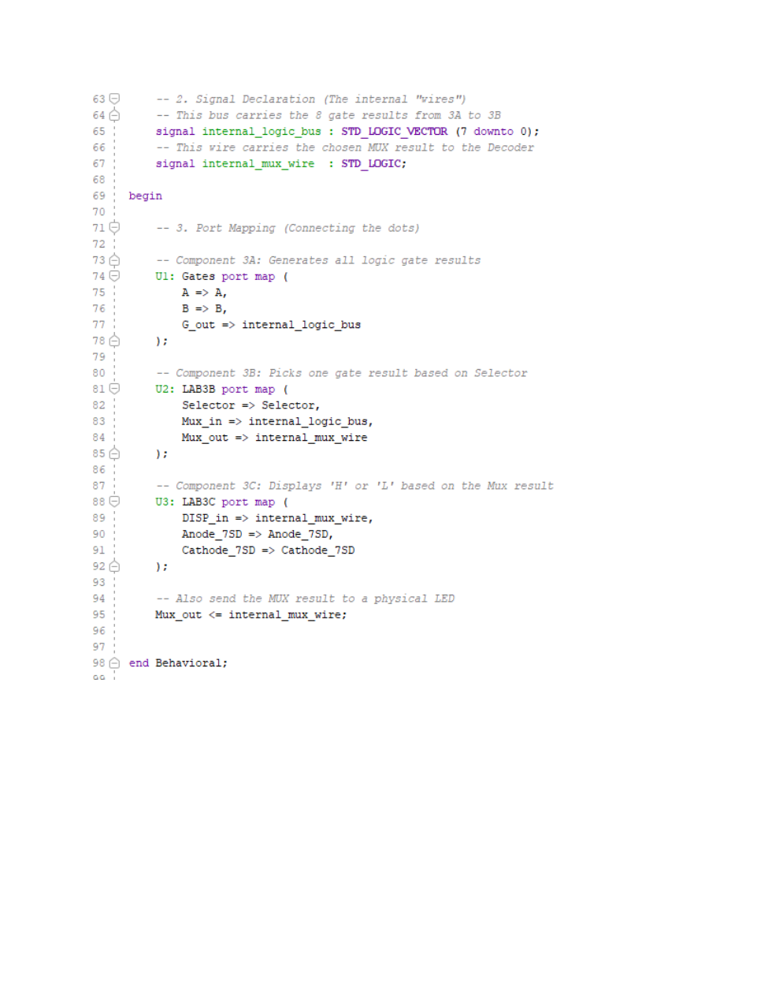 63 -- 2. Signal Declaration (The internal "wires")
64 -- This bus carries the 8 gate results from 3A to 3B
65 signal internal_logic_bus : STD_LOGIC_VECTOR (7 downto 0);
66 -- This wire carries the chosen MUX result to the Decoder
67 signal internal_mux_wire  : STD_LOGIC;
68
69 begin
70
71 -- 3. Port Mapping (Connecting the dots)
72
73 -- Component 3A: Generates all logic gate results
74 U1: Gates port map (
75 A => A,
76 B => B,
77 G_out => internal_logic_bus
78 );
79
80 -- Component 3B: Picks one gate result based on Selector
81 U2: LAB3B port map (
82 Selector => Selector,
83 Mux_in => internal_logic_bus,
84 Mux_out => internal_mux_wire
85 );
86
87 -- Component 3C: Displays 'H' or 'L' based on the Mux result
88 U3: LAB3C port map (
89 DISP_in => internal_mux_wire,
90 Anode_7SD => Anode_7SD,
91 Cathode_7SD => Cathode_7SD
92 );
93
94 -- Also send the MUX result to a physical LED
95 Mux_out <= internal_mux_wire;
96
97
98 end Behavioral;
99